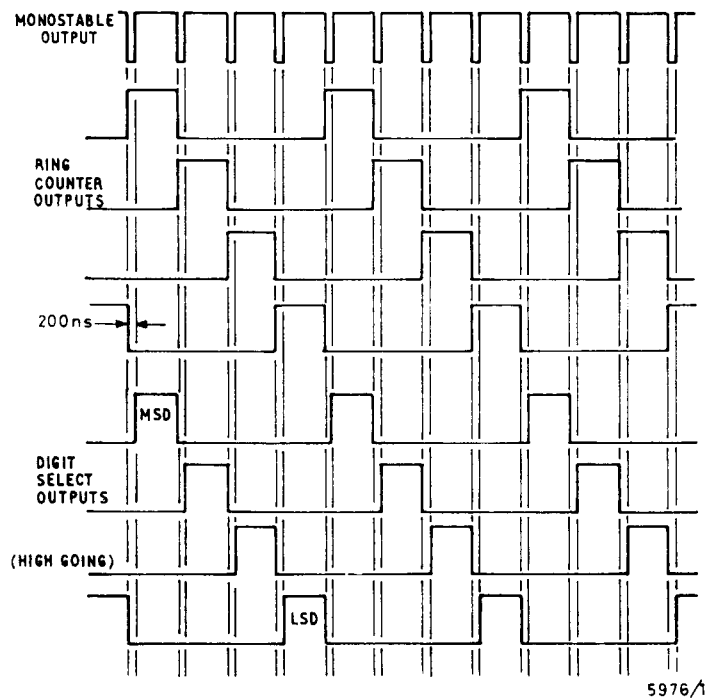 MONOSTABLE
OUTPUT
RING
COUNTER
OUTPUTS
200ns
MSD
DIGIT
SELECT
OUTPUTS
(HIGH GOING)
LSD
5976/1